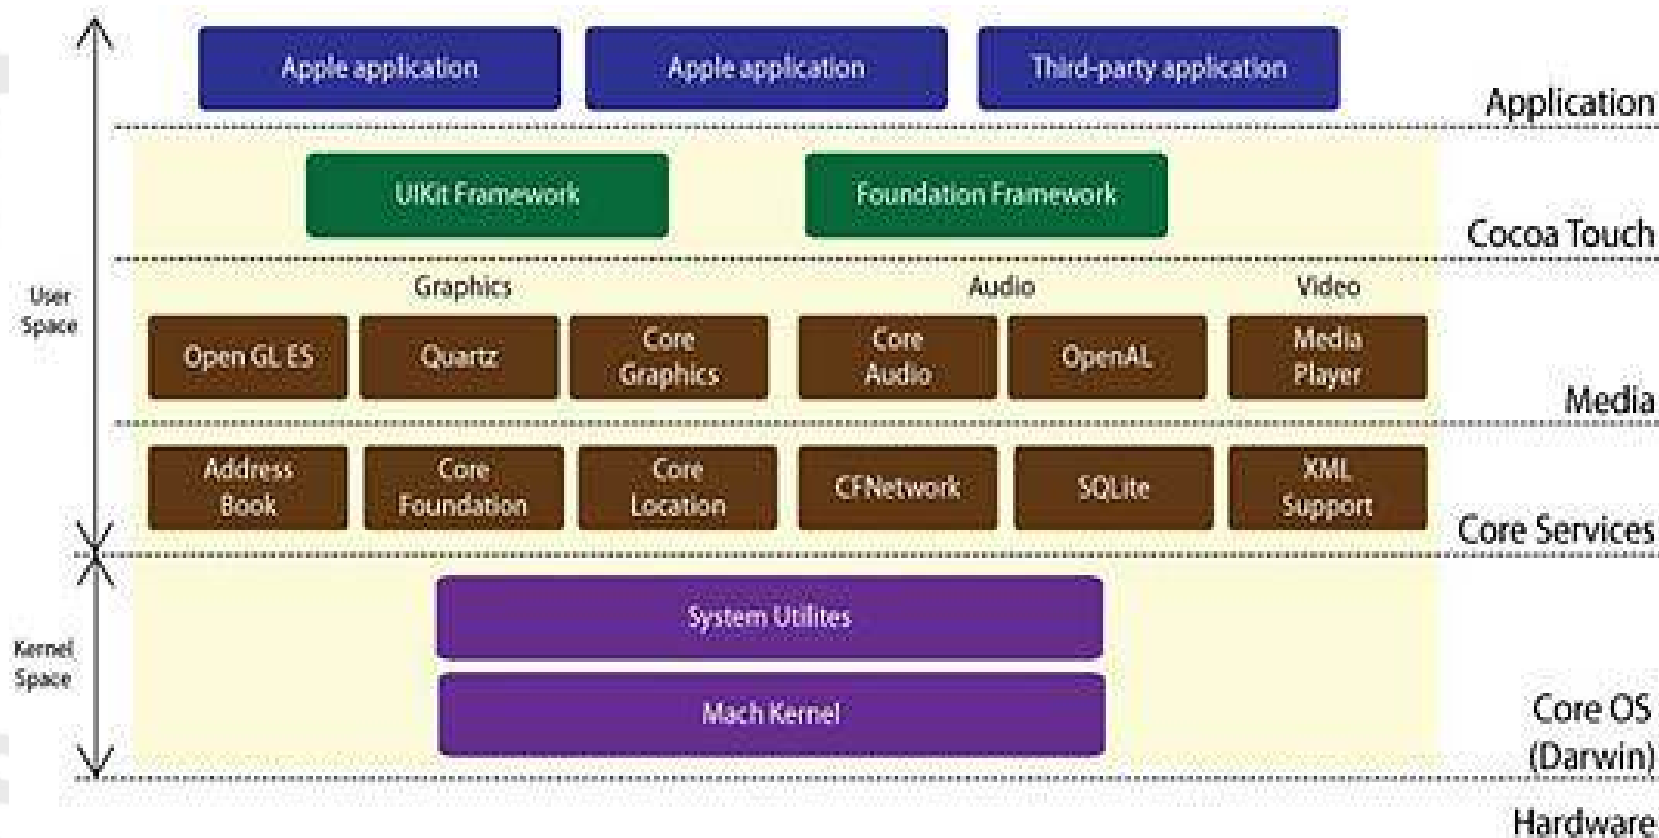 Apple application
Apple application
Third-party application
Application
UIKit Framework
Foundation Framework
Cocoa Touch
User
Space
Graphics
Audio
Video
Open GL ES
Quartz
Core
Graphics
Core
Audio
OpenAL
Media
Player
Media
Address
Book
Core
Foundation
Core
Location
CFNetwork
SQLite
XML
Support
Core Services
Kernel
Space
System Utilites
Mach Kernel
Core OS
(Darwin)
Hardware